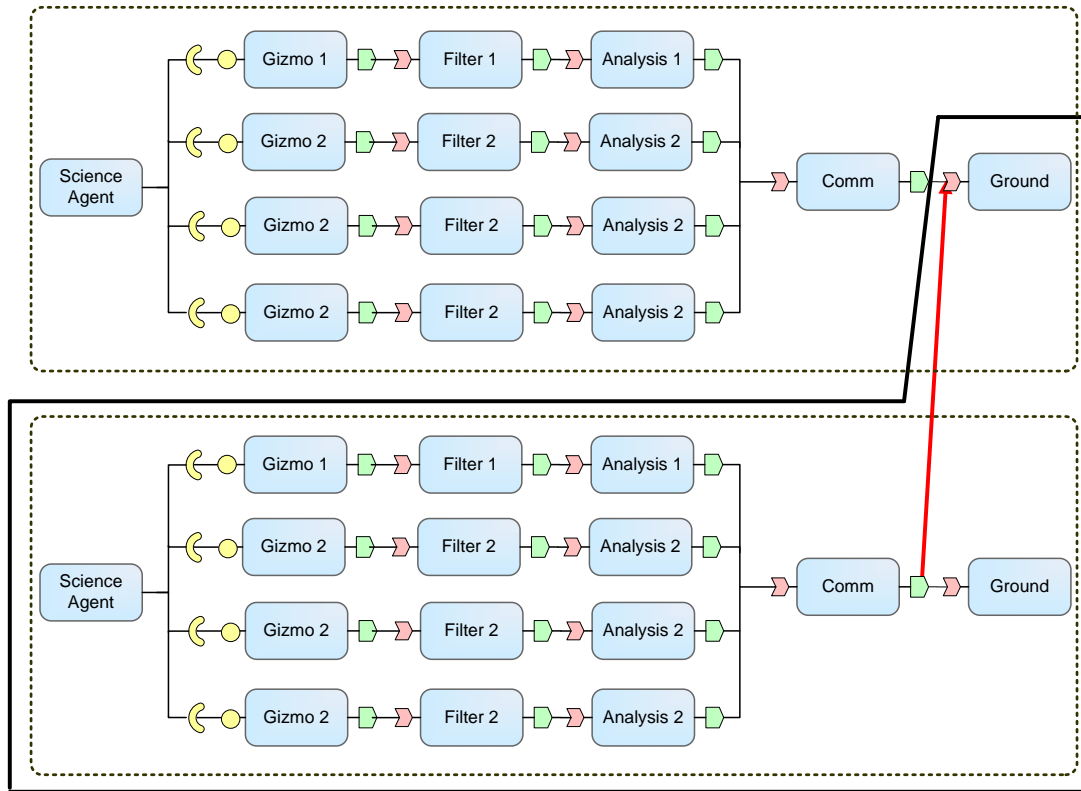 Gizmo 1
Filter 1
Analysis 1
Gizmo 2
Filter 2
Analysis 2
Science
Agent
Comm
Ground
Gizmo 2
Filter 2
Analysis 2
Gizmo 2
Filter 2
Analysis 2
Gizmo 1
Filter 1
Analysis 1
Gizmo 2
Filter 2
Analysis 2
Science
Agent
Comm
Ground
Gizmo 2
Filter 2
Analysis 2
Gizmo 2
Filter 2
Analysis 2